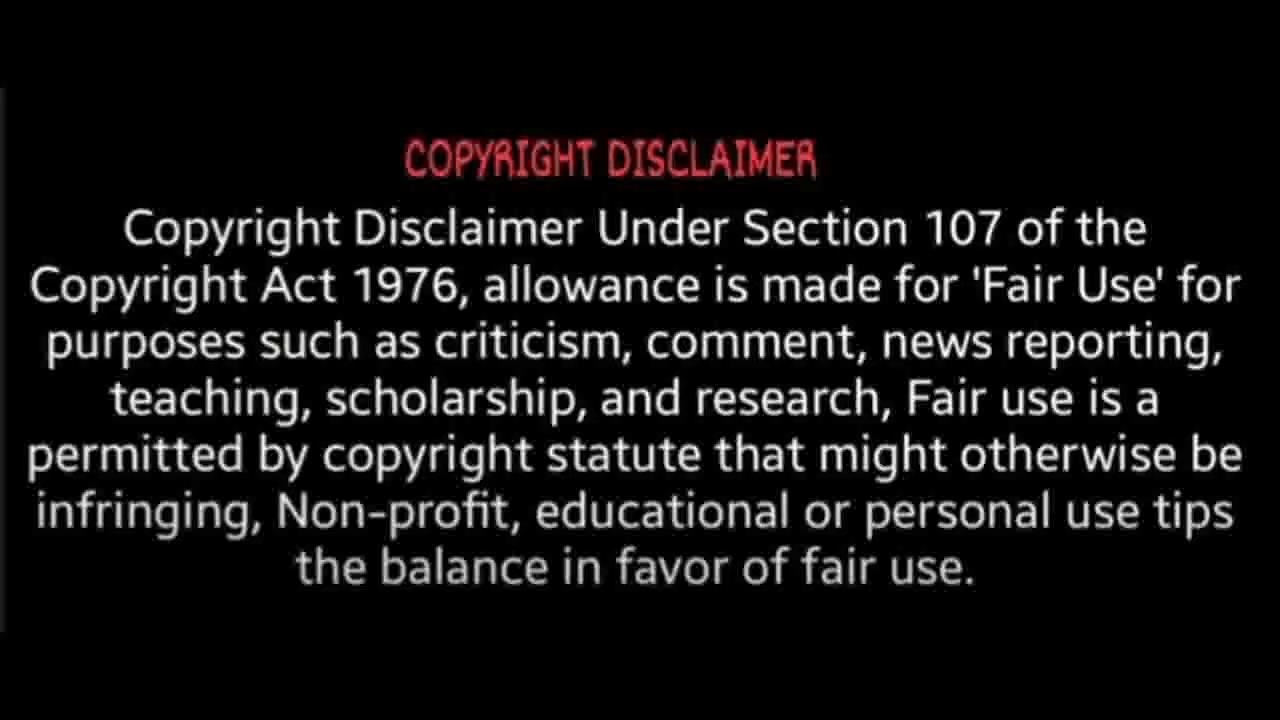 COPYRIGHT DISCLAIMER
Copyright Disclaimer Under Section 107 of the
Copyright Act 1976, allowance is made for 'Fair Use' for
purposes such as criticism, comment, news reporting,
teaching, scholarship, and research, Fair use is a
permitted by copyright statute that might otherwise be
infringing, Non-profit, educational or personal use tips
the balance in favor of fair use.